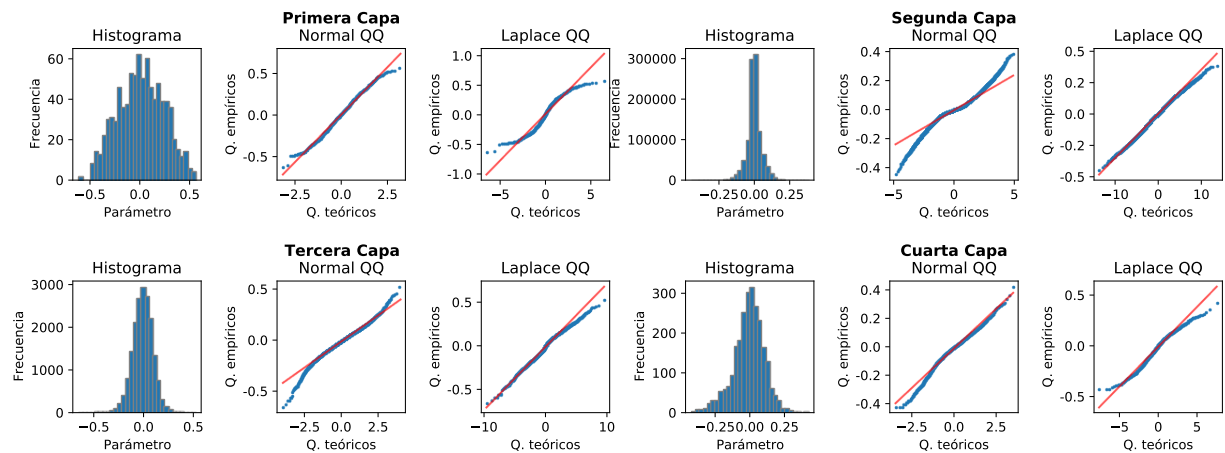 Primera Capa
Histograma
Frecuencia
60
40
20
0
−0.5
0.0
0.5
Parámetro
Normal QQ
Q. empíricos
0.5
0.0
−0.5
−2.5
0.0
2.5
Q. teóricos
Laplace QQ
Q. empíricos
1.0
0.5
0.0
−0.5
−1.0
−5
0
5
Q. teóricos
Segunda Capa
Histograma
Frecuencia
300000
200000
100000
0
−0.25
0.00
0.25
Parámetro
Normal QQ
Q. empíricos
0.4
0.2
0.0
−0.2
−0.4
−5
0
5
Q. teóricos
Laplace QQ
Q. empíricos
0.5
0.2
0.0
−0.2
−0.5
−10
0
10
Q. teóricos
Tercera Capa
Histograma
Frecuencia
3000
2000
1000
0
−0.5
0.0
0.5
Parámetro
Normal QQ
Q. empíricos
0.5
0.0
−0.5
−2.5
0.0
2.5
Q. teóricos
Laplace QQ
Q. empíricos
0.5
0.0
−0.5
−10
0
10
Q. teóricos
Cuarta Capa
Histograma
Frecuencia
300
200
100
0
−0.25
0.00
0.25
Parámetro
Normal QQ
Q. empíricos
0.4
0.2
0.0
−0.2
−0.4
−2.5
0.0
2.5
Q. teóricos
Laplace QQ
Q. empíricos
0.5
0.0
−0.5
−5
0
5
Q. teóricos